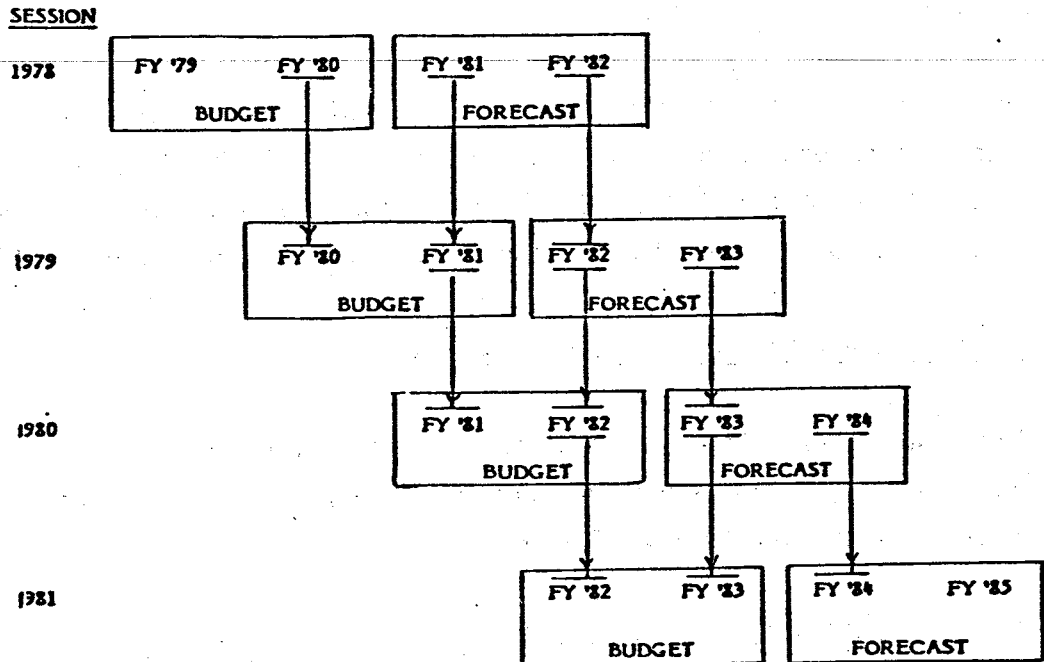 SESSION
1978 FY '79 FY '80 FY '81 FY '82
BUDGET FORECAST
1979 FY '80 FY '81 FY '82 FY '83
BUDGET FORECAST
1980 FY '81 FY '82 FY '83 FY '84
BUDGET FORECAST
1981 FY '82 FY '83 FY '84 FY '85
BUDGET FORECAST